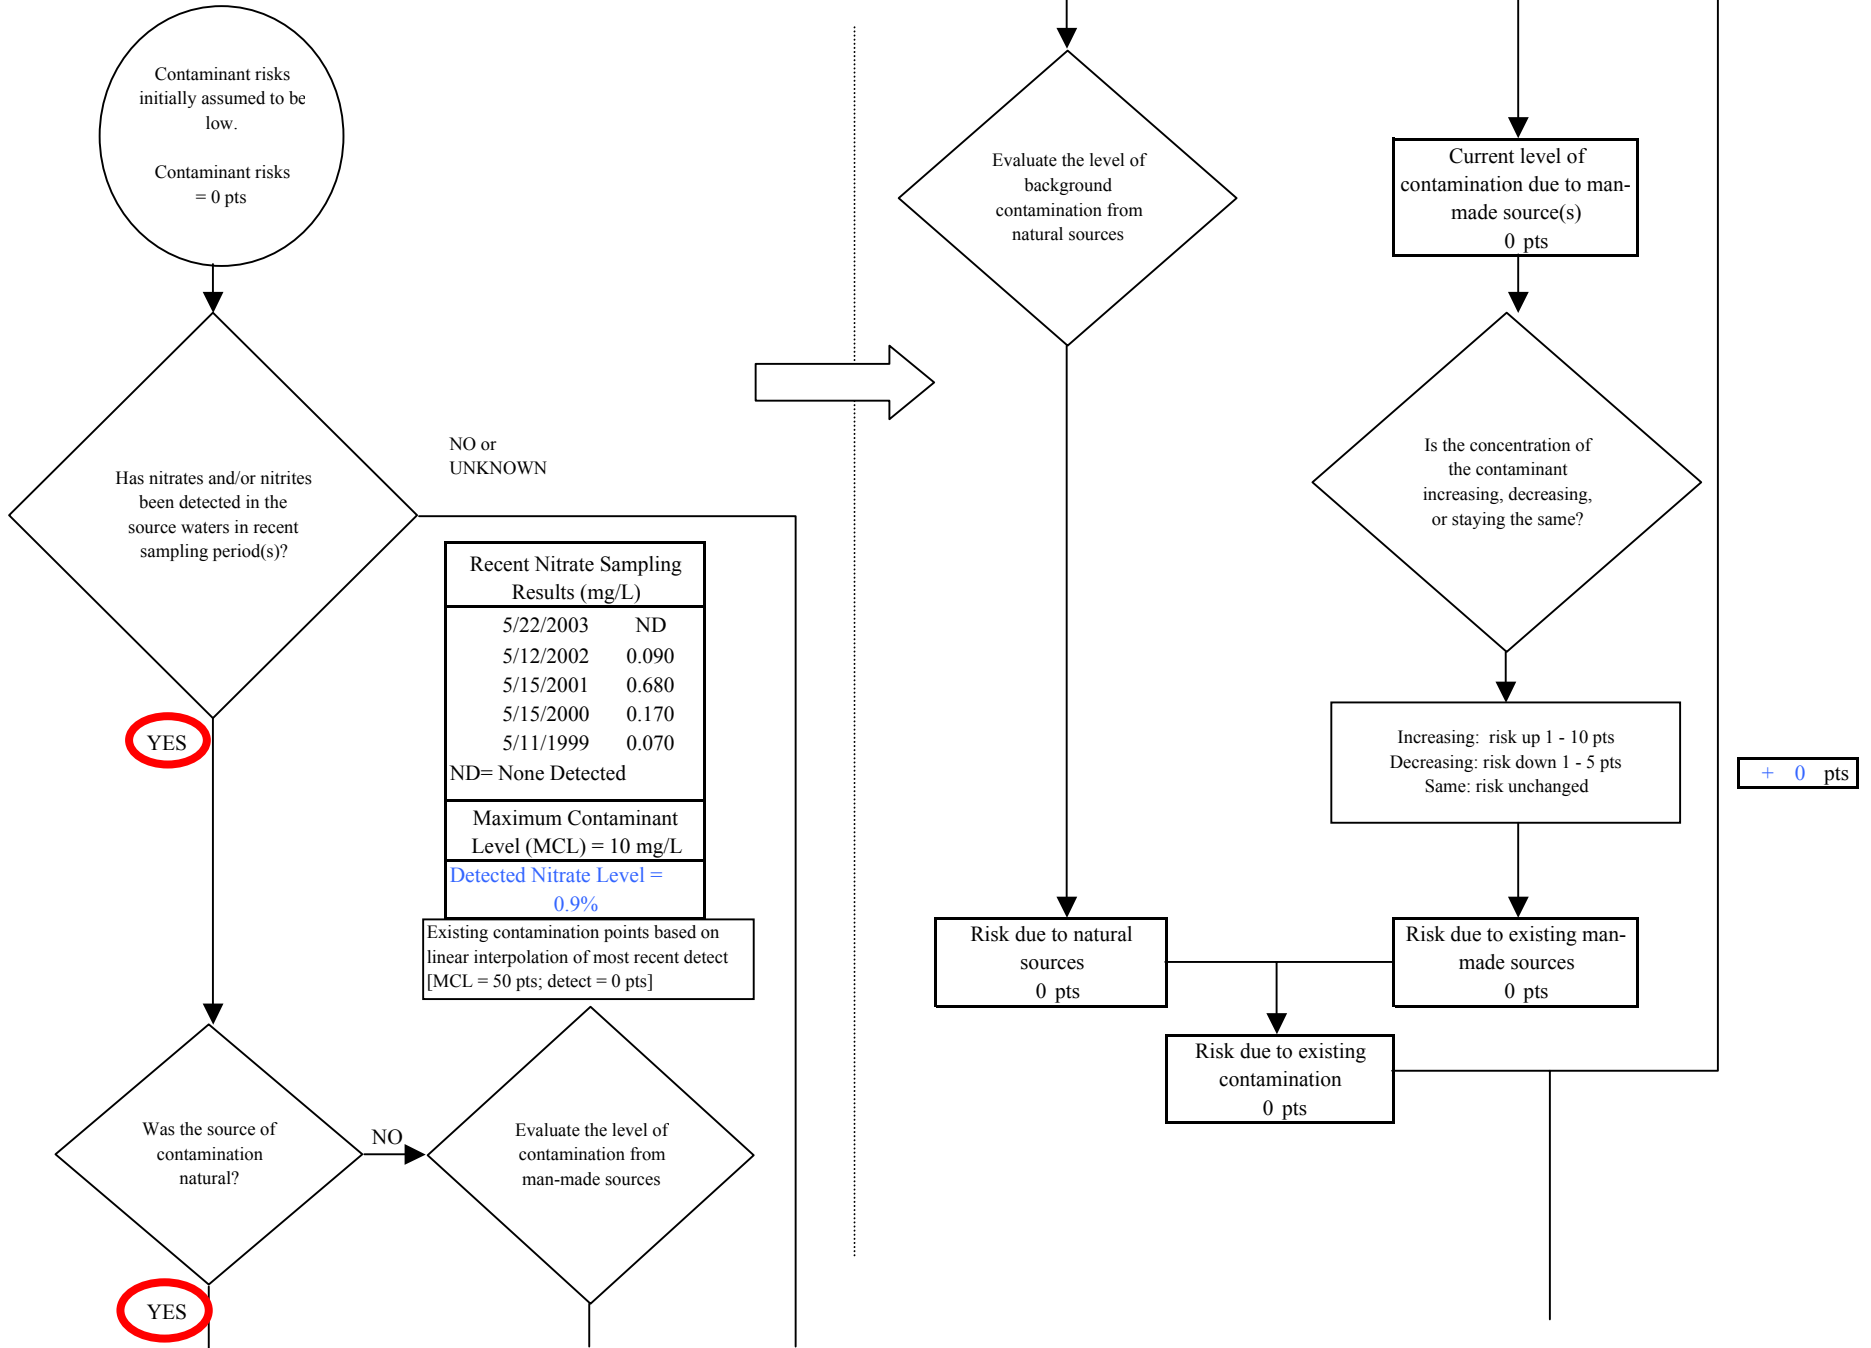 Contaminant risks
initially assumed to be
low.
Contaminant risks
= 0 pts
Has nitrates and/or nitrites
been detected in the
source waters in recent
sampling period(s)?
NO or
UNKNOWN
YES
Recent Nitrate Sampling
Results (mg/L)
5/22/2003 ND
5/12/2002 0.090
5/15/2001 0.680
5/15/2000 0.170
5/11/1999 0.070
ND= None Detected
Maximum Contaminant
Level (MCL) = 10 mg/L
Detected Nitrate Level =
0.9%
Existing contamination points based on
linear interpolation of most recent detect
[MCL = 50 pts; detect = 0 pts]
Was the source of
contamination
natural?
NO
Evaluate the level of
contamination from
man-made sources
YES
Evaluate the level of
background
contamination from
natural sources
Current level of
contamination due to man-
made source(s)
0 pts
Is the concentration of
the contaminant
increasing, decreasing,
or staying the same?
Increasing: risk up 1 - 10 pts
Decreasing: risk down 1 - 5 pts
Same: risk unchanged
+ 0 pts
Risk due to natural
sources
0 pts
Risk due to existing man-
made sources
0 pts
Risk due to existing
contamination
0 pts